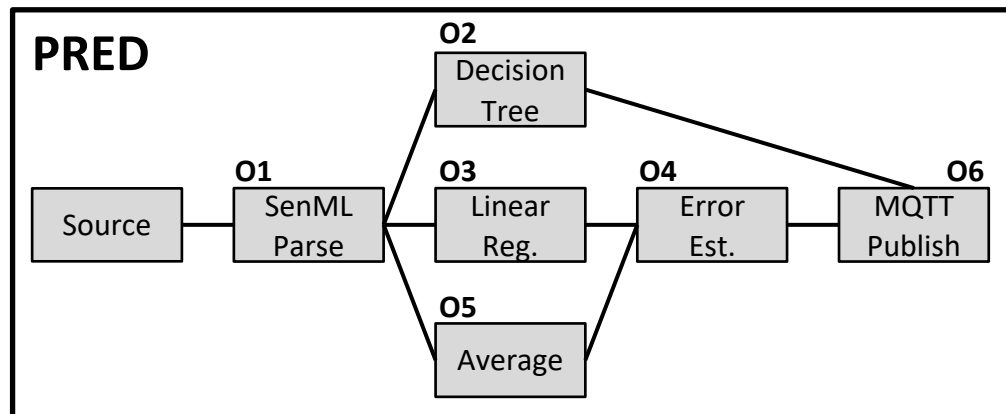 PRED
O2
Decision
Tree
O1
O3
O4
O6
Source
SenML
Parse
Linear
Reg.
Error
Est.
MQTT
Publish
O5
Average